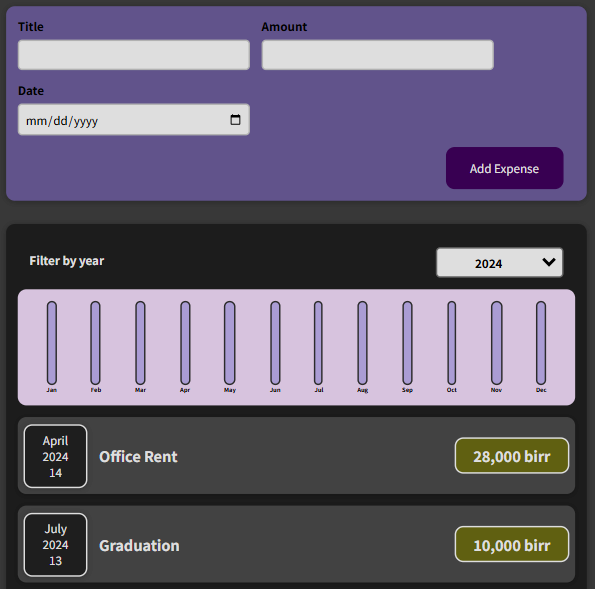 Title Amount
Date
mm/dd/yyyy
Add Expense
Filter by year 2024
Jan Feb Mar Apr May Jun Jul Aug Sep Oct Nov Dec
April
2024
14
Office Rent
28,000 birr
July
2024
13
Graduation
10,000 birr